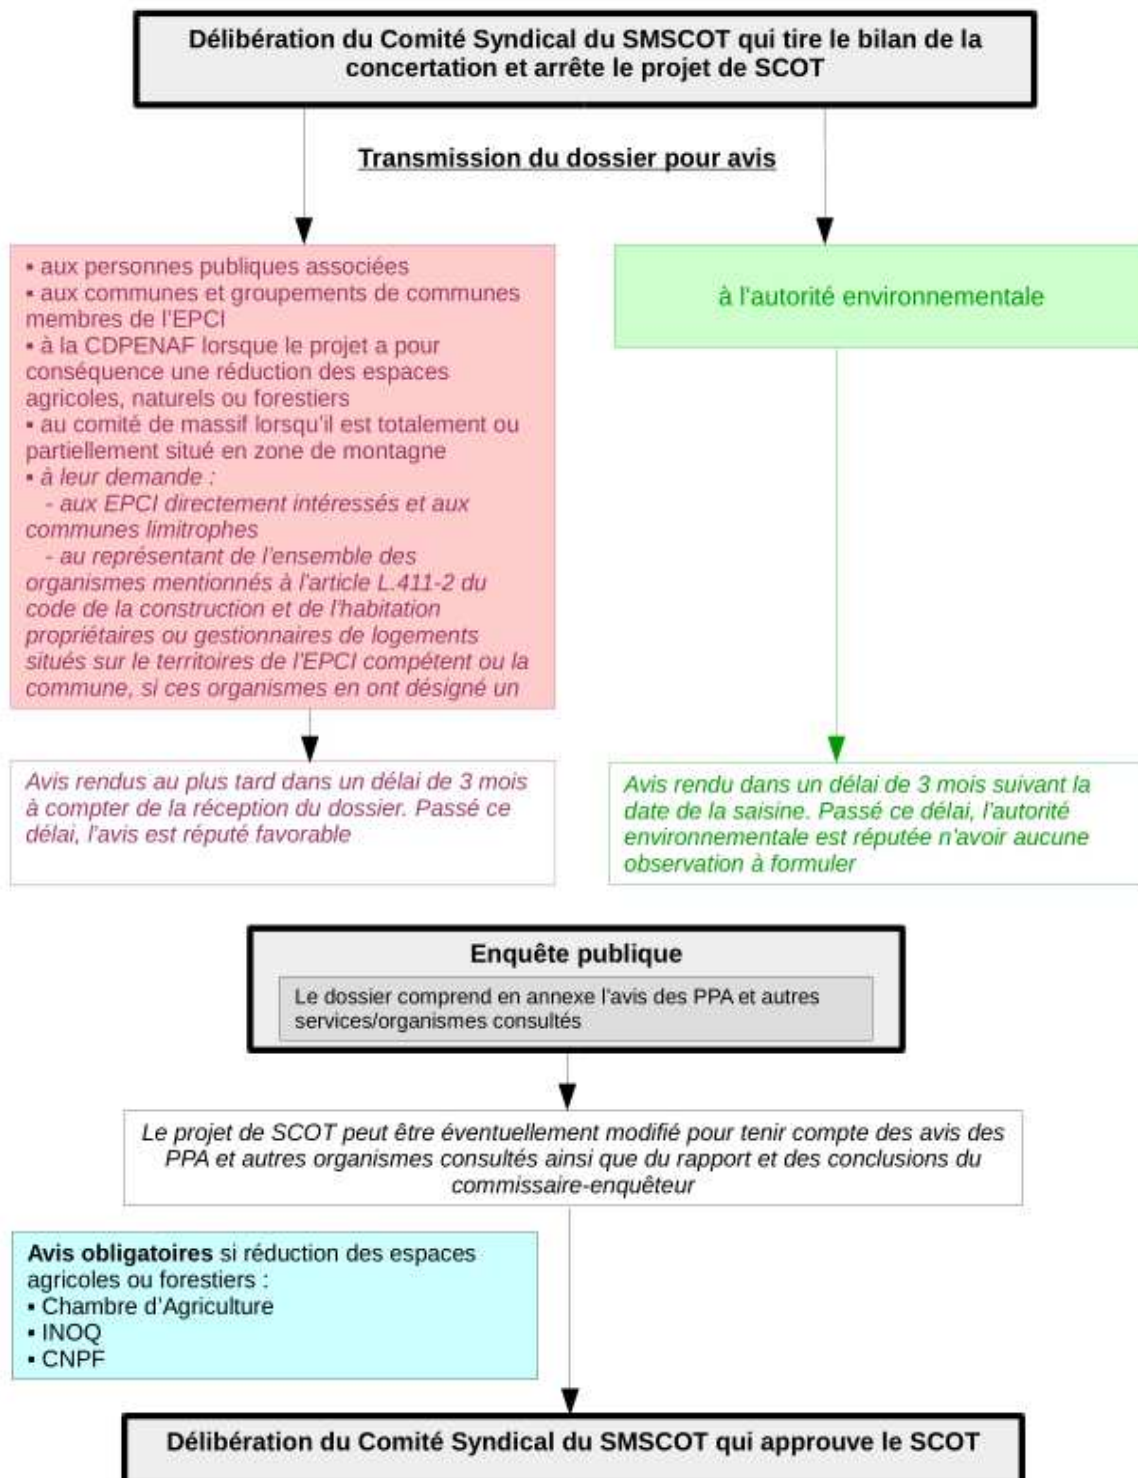 Délibération du Comité Syndical du SMSCOT qui tire le bilan de la
concertation et arrête le projet de SCOT
Transmission du dossier pour avis
▪ aux personnes publiques associées
▪ aux communes et groupements de communes
membres de l'EPCI
▪ à la CDPENAF lorsque le projet a pour
conséquence une réduction des espaces
agricoles, naturels ou forestiers
▪ au comité de massif lorsqu'il est totalement ou
partiellement situé en zone de montagne
▪ à leur demande :
- aux EPCI directement intéressés et aux
communes limitrophes
- au représentant de l'ensemble des
organismes mentionnés à l'article L.411-2 du
code de la construction et de l'habitation
propriétaires ou gestionnaires de logements
situés sur le territoires de l'EPCI compétent ou la
commune, si ces organismes en ont désigné un
à l'autorité environnementale
Avis rendus au plus tard dans un délai de 3 mois
à compter de la réception du dossier. Passé ce
délai, l'avis est réputé favorable
Avis rendu dans un délai de 3 mois suivant la
date de la saisine. Passé ce délai, l'autorité
environnementale est réputée n'avoir aucune
observation à formuler
Enquête publique
Le dossier comprend en annexe l'avis des PPA et autres
services/organismes consultés
Le projet de SCOT peut être éventuellement modifié pour tenir compte des avis des
PPA et autres organismes consultés ainsi que du rapport et des conclusions du
commissaire-enquêteur
Avis obligatoires si réduction des espaces
agricoles ou forestiers :
▪ Chambre d'Agriculture
▪ INOQ
▪ CNPF
Délibération du Comité Syndical du SMSCOT qui approuve le SCOT